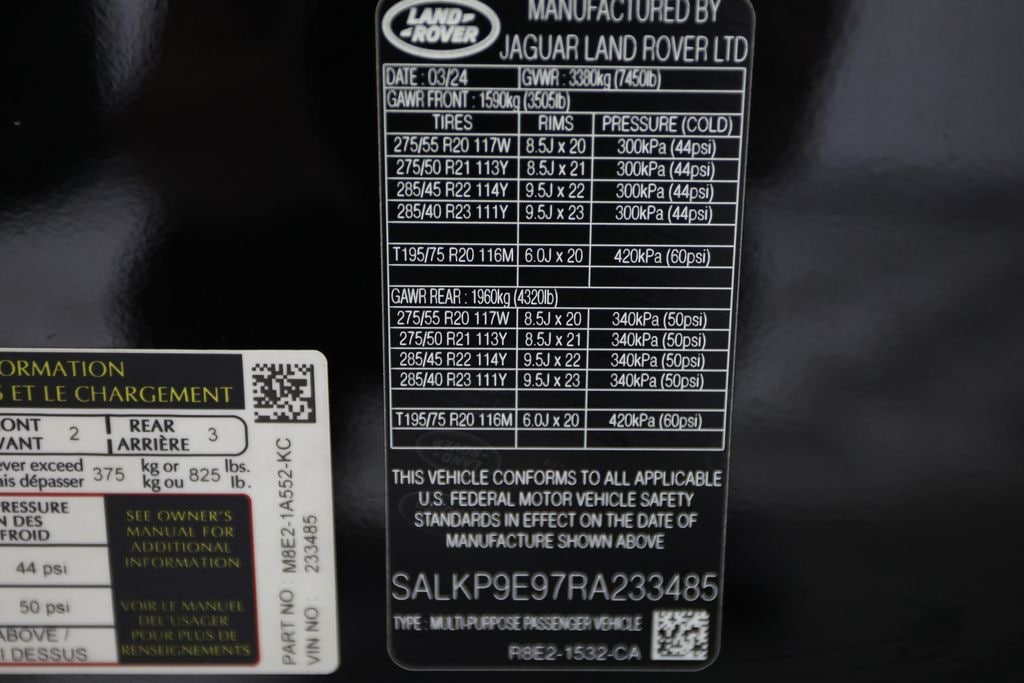 LAND-
ROVER
MANUFACTURED BY
JAGUAR LAND ROVER LTD
DATE : 03/24 GVWR : 3380kg (7450lb)
GAWR FRONT : 1590kg (3505lb)
TIRES RIMS PRESSURE (COLD)
275/55 R20 117W 8.5J x 20 300kPa (44psi)
275/50 R21 113Y 8.5J x 21 300kPa (44psi)
285/45 R22 114Y 9.5J x 22 300kPa (44psi)
285/40 R23 111Y 9.5J x 23 300kPa (44psi)
T195/75 R20 116M 6.0J x 20 420kPa (60psi)
GAWR REAR : 1960kg (4320lb)
275/55 R20 117W 8.5J x 20 340kPa (50psi)
275/50 R21 113Y 8.5J x 21 340kPa (50psi)
285/45 R22 114Y 9.5J x 22 340kPa (50psi)
285/40 R23 111Y 9.5J x 23 340kPa (50psi)
T195/75 R20 116M 6.0J x 20 420kPa (60psi)
THIS VEHICLE CONFORMS TO ALL APPLICABLE
U.S. FEDERAL MOTOR VEHICLE SAFETY
STANDARDS IN EFFECT ON THE DATE OF
MANUFACTURE SHOWN ABOVE
SALKP9E97RA233485
TYPE : MULTI-PURPOSE PASSENGER VEHICLE
R8E2-1532-CA
ORMATION
S ET LE CHARGEMENT
ONT 2 REAR 3
VANT ARRIÈRE
ever exceed 375 kg or 825 lbs.
ais dépasser kg ou lb.
PRESSURE
N DES
FROID
44 psi
50 psi
ABOVE /
I DESSUS
SEE OWNER'S
MANUAL FOR
ADDITIONAL
INFORMATION
VOIR LE MANUEL
DEL'USAGER
POUR PLUS DE
RENSEIGNEMENTS
PART NO : M8E2-1A552-KC
VIN NO : 233485